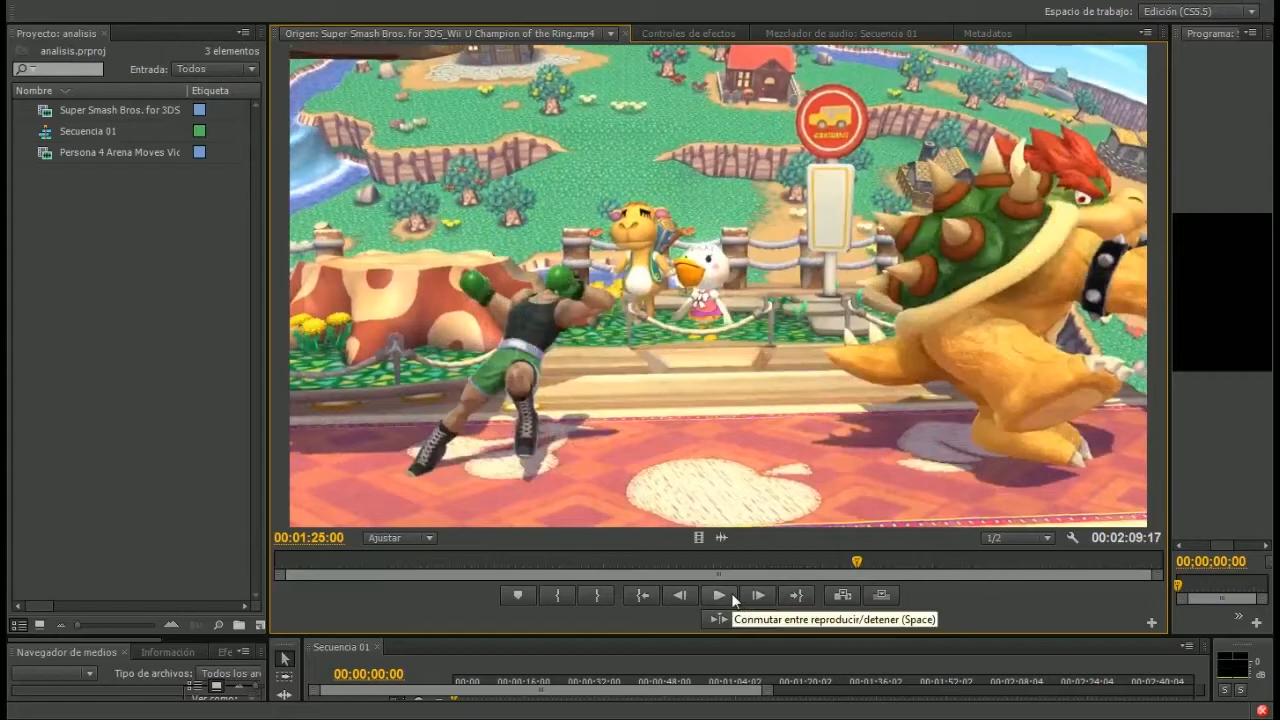 Espacio de trabajo: Edición (CS5.5)
Proyecto: analisis
analisis.prproj 3 elementos
Entrada: Todos
Nombre Etiqueta
Super Smash Bros. for 3DS
Secuencia 01
Persona 4 Arena Moves Vic
Origen: Super Smash Bros. for 3DS_Wii U Champion of the Ring.mp4 Controles de efectos Mezclador de audio: Secuencia 01 Metadatos
Programa:
00:01:25:00 Ajustar 1/2 00:02:09:17
00;00;00;00
Conmutar entre reproducir/detener (Space)
Navegador de medios Información Efe
Tipo de archivos: Todos los arc
Ver como:
Secuencia 01
00;00;00;00
00;00 00;00;16;00 00;00;32;00 00;00;48;00 00;01;04;02 00;01;20;02 00;01;36;02 00;01;52;02 00;02;08;04 00;02;24;04 00;02;40;04
0
dB
S S